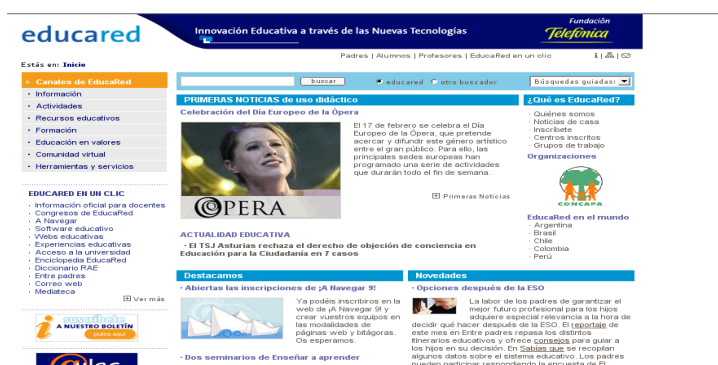 educared
Innovación Educativa a través de las Nuevas Tecnologías
Fundación
Telefónica
Padres | Alumnos | Profesores | EducaRed en un clic
Estás en: Inicio
Canales de EducaRed
Información
Actividades
Recursos educativos
Formación
Educación en valores
Comunidad virtual
Herramientas y servicios
EDUCARED EN UN CLIC
Información oficial para docentes
Congresos de EducaRed
A Navegar
Software educativo
Webs educativas
Experiencias educativas
Acceso a la universidad
Enciclopedia EducaRed
Diccionario RAE
Entre padres
Correo web
Mediateca
Ver más
suscríbete
A NUESTRO BOLETÍN
pulse aquí
buscar
educared
otro buscador
Búsquedas guiadas:
PRIMERAS NOTICIAS de uso didáctico
Celebración del Día Europeo de la Ópera
OPERA
El 17 de febrero se celebra el Día
Europeo de la Ópera, que pretende
acercar y difundir este género artístico
entre el gran público. Para ello, las
principales sedes europeas han
programado una serie de actividades
que durarán todo el fin de semana.
Primeras Noticias
ACTUALIDAD EDUCATIVA
· El TSJ Asturias rechaza el derecho de objeción de conciencia en
Educación para la Ciudadanía en 7 casos
¿Qué es EducaRed?
· Quiénes somos
· Noticias de casa
· Inscríbete
· Centros inscritos
· Grupos de trabajo
Organizaciones
CONCAPA
EducaRed en el mundo
· Argentina
· Brasil
· Chile
· Colombia
· Perú
Destacamos
· Abiertas las inscripciones de ¡A Navegar 9!
Ya podéis inscribiros en la
web de ¡A Navegar 9! y
crear vuestros equipos en
las modalidades de
páginas web y bitágoras.
Os esperamos.
· Dos seminarios de Enseñar a aprender
Novedades
· Opciones después de la ESO
La labor de los padres de garantizar el
mejor futuro profesional para los hijos
adquiere especial relevancia a la hora de
decidir qué hacer después de la ESO. El reportaje de
este mes en Entre padres repasa los distintos
itinerarios educativos y ofrece consejos para guiar a
los hijos en su decisión. En Sabías que se recopilan
algunos datos sobre el sistema educativo. Los padres
pueden participar respondiendo la encuesta de El